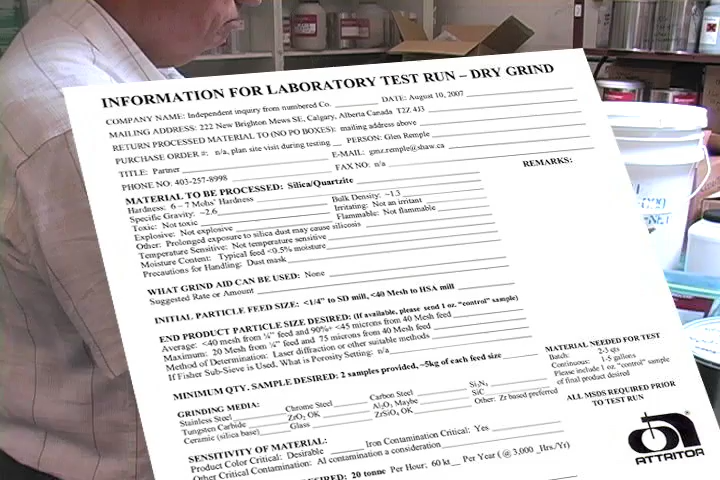 INFORMATION FOR LABORATORY TEST RUN – DRY GRIND
COMPANY NAME: Independent inquiry from numbered Co. DATE: August 10, 2007
MAILING ADDRESS: 222 New Brighton Mews SE, Calgary, Alberta Canada T2Z 4J3
RETURN PROCESSED MATERIAL TO (NO PO BOXES): mailing address above
PURCHASE ORDER #: n/a, plan site visit during testing PERSON: Glen Remple
TITLE: Partner E-MAIL: gmz.remple@shaw.ca
PHONE NO. 403-257-8998 FAX NO. n/a
REMARKS:
MATERIAL TO BE PROCESSED: Silica/Quartzite
Hardness: 6 – 7 Mohs' Hardness Bulk Density: ~1.3
Specific Gravity: ~2.6 Irritating: Not an irritant
Toxic: Not toxic Flammable: Not flammable
Explosive: Not explosive
Other: Prolonged exposure to silica dust may cause silicosis
Temperature Sensitive: Not temperature sensitive
Moisture Content: Typical feed <0.5% moisture
Precautions for Handling: Dust mask
WHAT GRIND AID CAN BE USED: None
Suggested Rate or Amount
INITIAL PARTICLE FEED SIZE: <1/4" to SD mill, <40 Mesh to HSA mill
END PRODUCT PARTICLE SIZE DESIRED: (If available, please send 1 oz. "control" sample)
Average: <40 mesh from ¼" feed and 90%+ <45 microns from 40 Mesh feed
Maximum: 20 Mesh from ¼" feed and 75 microns from 40 Mesh feed
Method of Determination: Laser diffraction or other suitable methods
If Fisher Sub-Sieve is Used, What is Porosity Setting: n/a
MINIMUM QTY. SAMPLE DESIRED: 2 samples provided, ~5kg of each feed size
MATERIAL NEEDED FOR TEST
Batch: 2-3 qts
Continuous: 1-5 gallons
Please include 1 oz "control" sample
of final product desired
GRINDING MEDIA:
Stainless Steel Chrome Steel Carbon Steel Si₃N₄
Tungsten Carbide ZrO₂ OK Al₂O₃ Maybe SiC
Ceramic (silica base) Glass ZrSiO₄ OK Other: Zr based preferred
ALL MSDS REQUIRED PRIOR
TO TEST RUN
SENSITIVITY OF MATERIAL:
Product Color Critical: Desirable Iron Contamination Critical: Yes
Other Critical Contamination: Al contamination a consideration
DESIRED: 20 tonne Per Hour: 60 kt Per Year ( @ 3,000 Hrs/Yr)
ATTRITOR